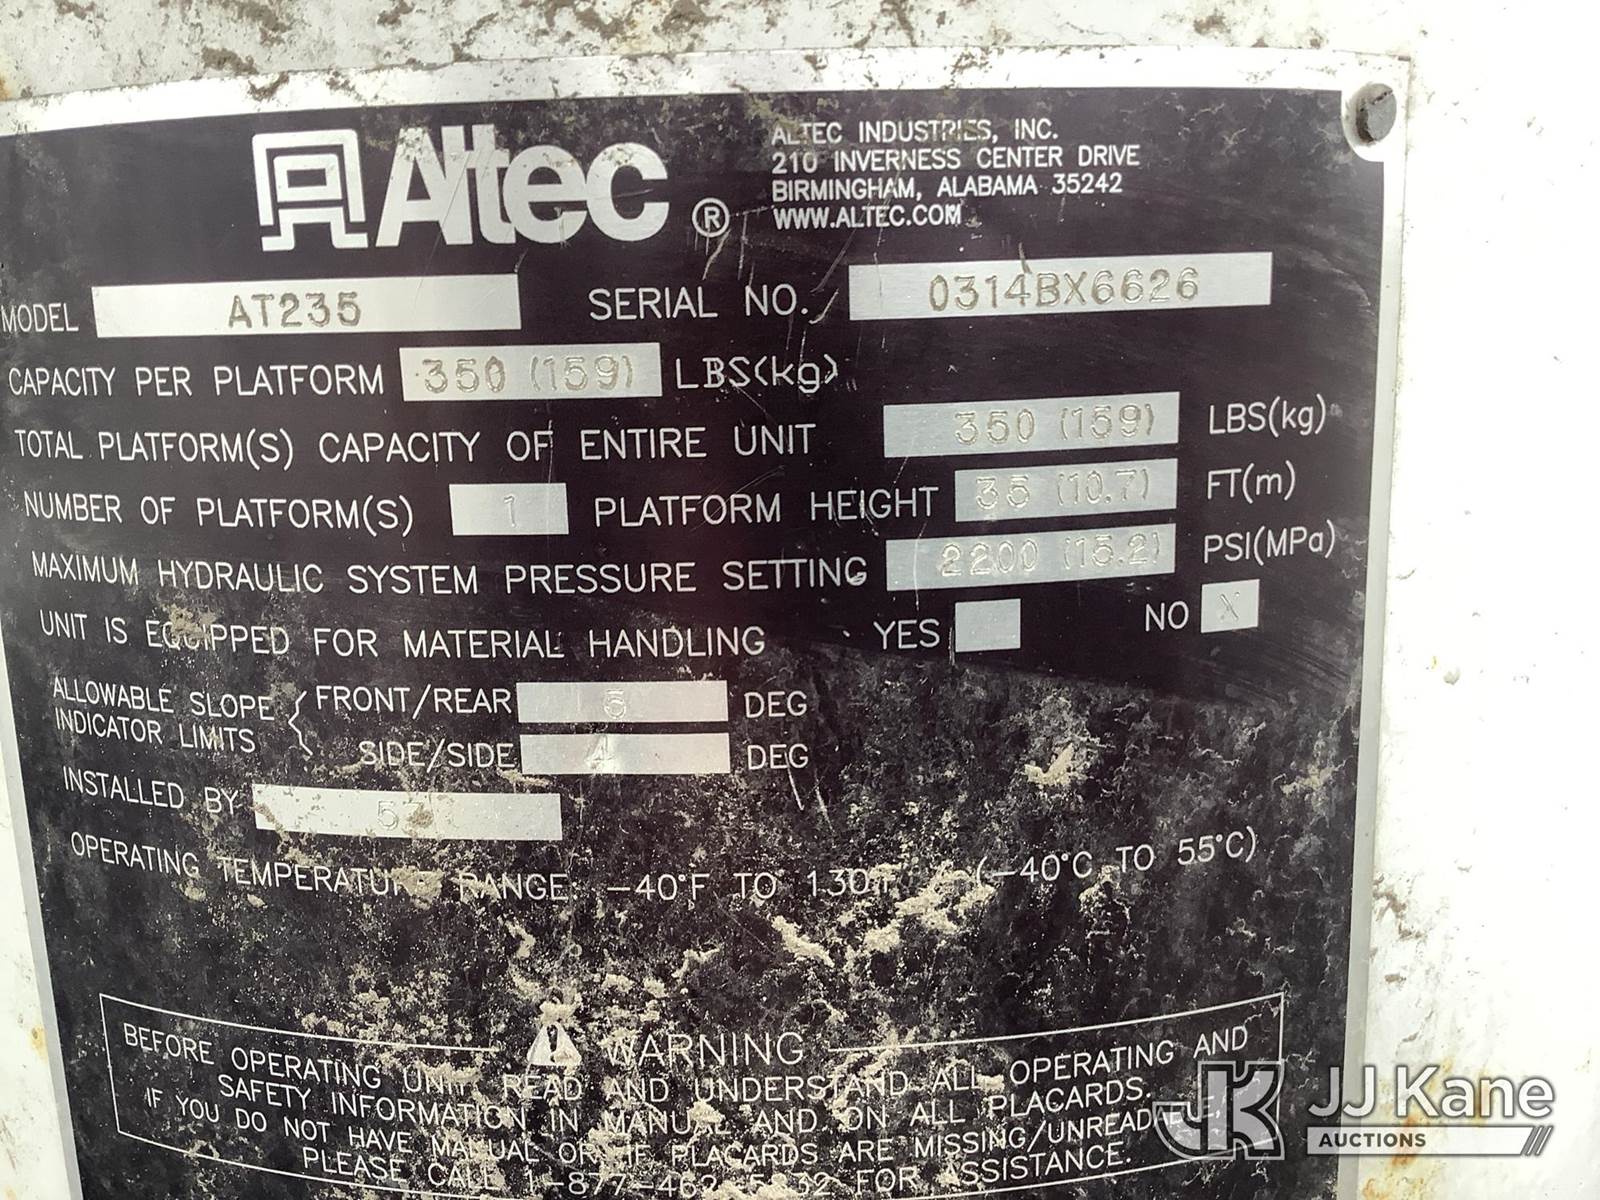 Altec ®
ALTEC INDUSTRIES, INC.
210 INVERNESS CENTER DRIVE
BIRMINGHAM, ALABAMA 35242
WWW.ALTEC.COM
MODEL AT235 SERIAL NO. 0314BX6626
CAPACITY PER PLATFORM 350 (159) LBS(kg)
TOTAL PLATFORM(S) CAPACITY OF ENTIRE UNIT 350 (159) LBS(kg)
NUMBER OF PLATFORM(S) 1 PLATFORM HEIGHT 35 (10.7) FT(m)
MAXIMUM HYDRAULIC SYSTEM PRESSURE SETTING 2200 (15.2) PSI(MPa)
UNIT IS EQUIPPED FOR MATERIAL HANDLING YES NO X
ALLOWABLE SLOPE INDICATOR LIMITS { FRONT/REAR 5 DEG
SIDE/SIDE 4 DEG
INSTALLED BY
OPERATING TEMPERATURE RANGE: -40°F TO 130°F (-40°C TO 55°C)
⚠ WARNING
BEFORE OPERATING UNIT READ AND UNDERSTAND ALL OPERATING AND
SAFETY INFORMATION IN MANUAL AND ON ALL PLACARDS.
IF YOU DO NOT HAVE MANUAL OR IF PLACARDS ARE MISSING/UNREADABLE,
PLEASE CALL FOR ASSISTANCE.
JK JJ Kane
AUCTIONS